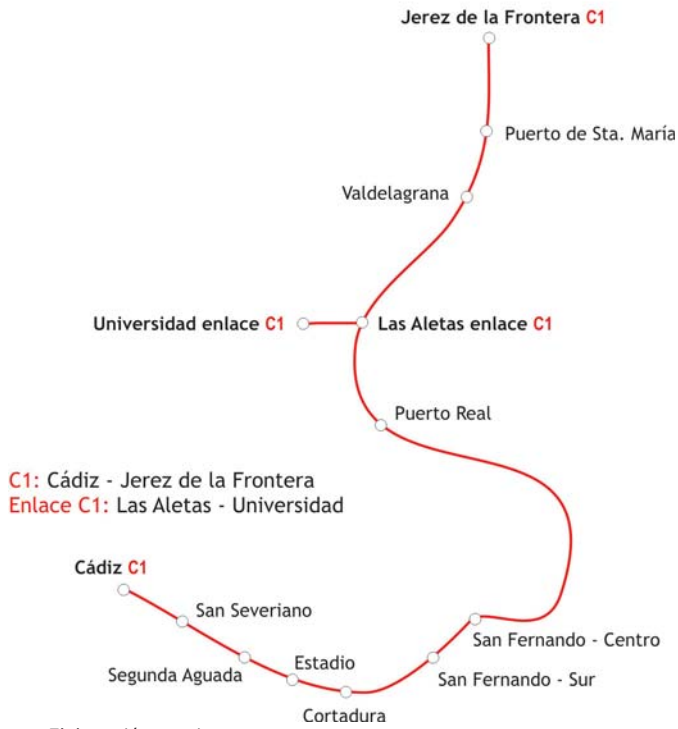 Jerez de la Frontera C1
Puerto de Sta. María
Valdelagrana
Universidad enlace C1
Las Aletas enlace C1
Puerto Real
C1: Cádiz - Jerez de la Frontera
Enlace C1: Las Aletas - Universidad
Cádiz C1
San Severiano
San Fernando - Centro
Segunda Aguada
Estadio
San Fernando - Sur
Cortadura